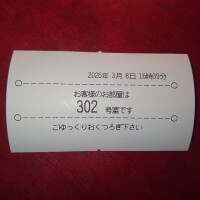 2026年 3月 8日 16時39分
お客様のお部屋は
302 号室です
ごゆっくりおくつろぎ下さい